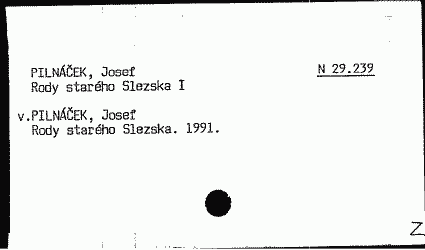 PILNÁČEK, Josef N 29.239
Rody starého Slezska I
v.PILNÁČEK, Josef
Rody starého Slezska. 1991.
Z